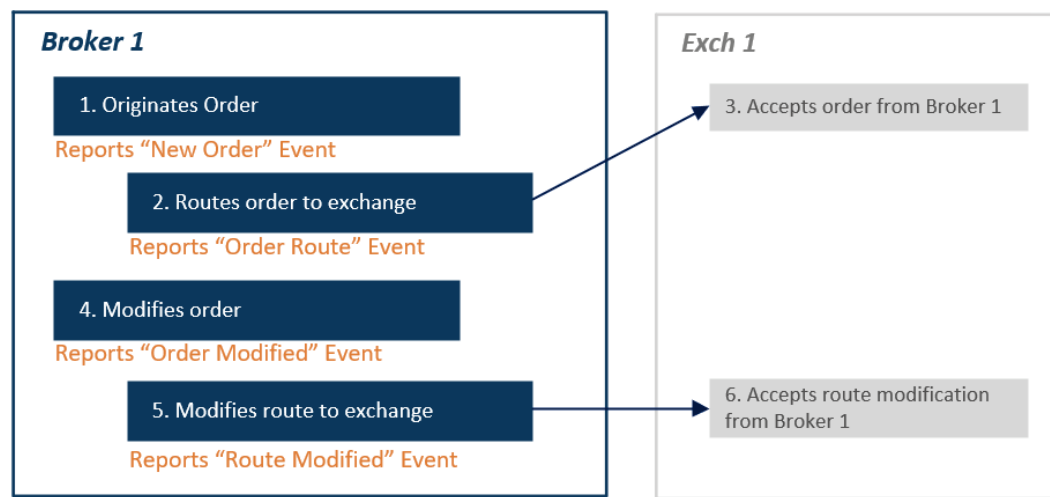 Broker 1
Exch 1
1. Originates Order
3. Accepts order from Broker 1
Reports “New Order” Event
2. Routes order to exchange
Reports “Order Route” Event
4. Modifies order
Reports “Order Modified” Event
5. Modifies route to exchange
6. Accepts route modification
from Broker 1
Reports “Route Modified” Event